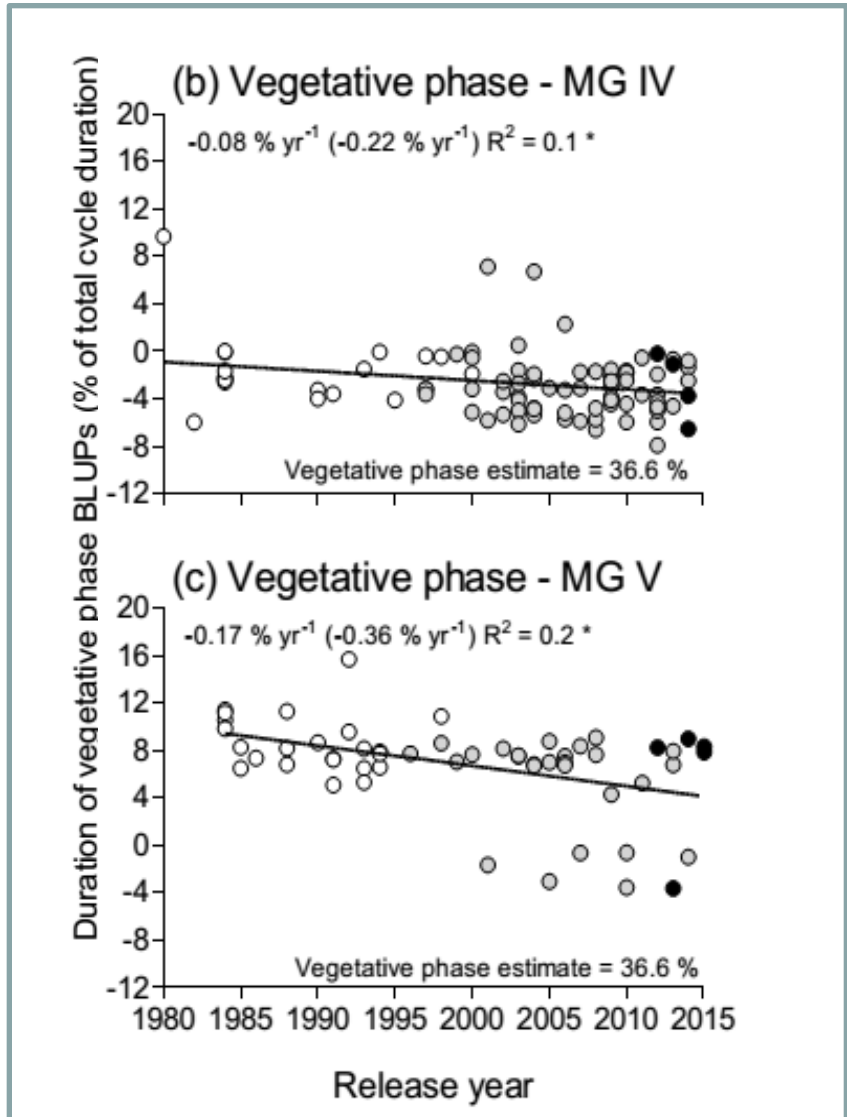 (b) Vegetative phase - MG IV
-0.08 % yr⁻¹ (-0.22 % yr⁻¹) R² = 0.1 *
20
16
12
8
4
0
-4
-8
-12
Vegetative phase estimate = 36.6 %
Duration of vegetative phase BLUPs (% of total cycle duration)
(c) Vegetative phase - MG V
-0.17 % yr⁻¹ (-0.36 % yr⁻¹) R² = 0.2 *
20
16
12
8
4
0
-4
-8
-12
Vegetative phase estimate = 36.6 %
1980 1985 1990 1995 2000 2005 2010 2015
Release year